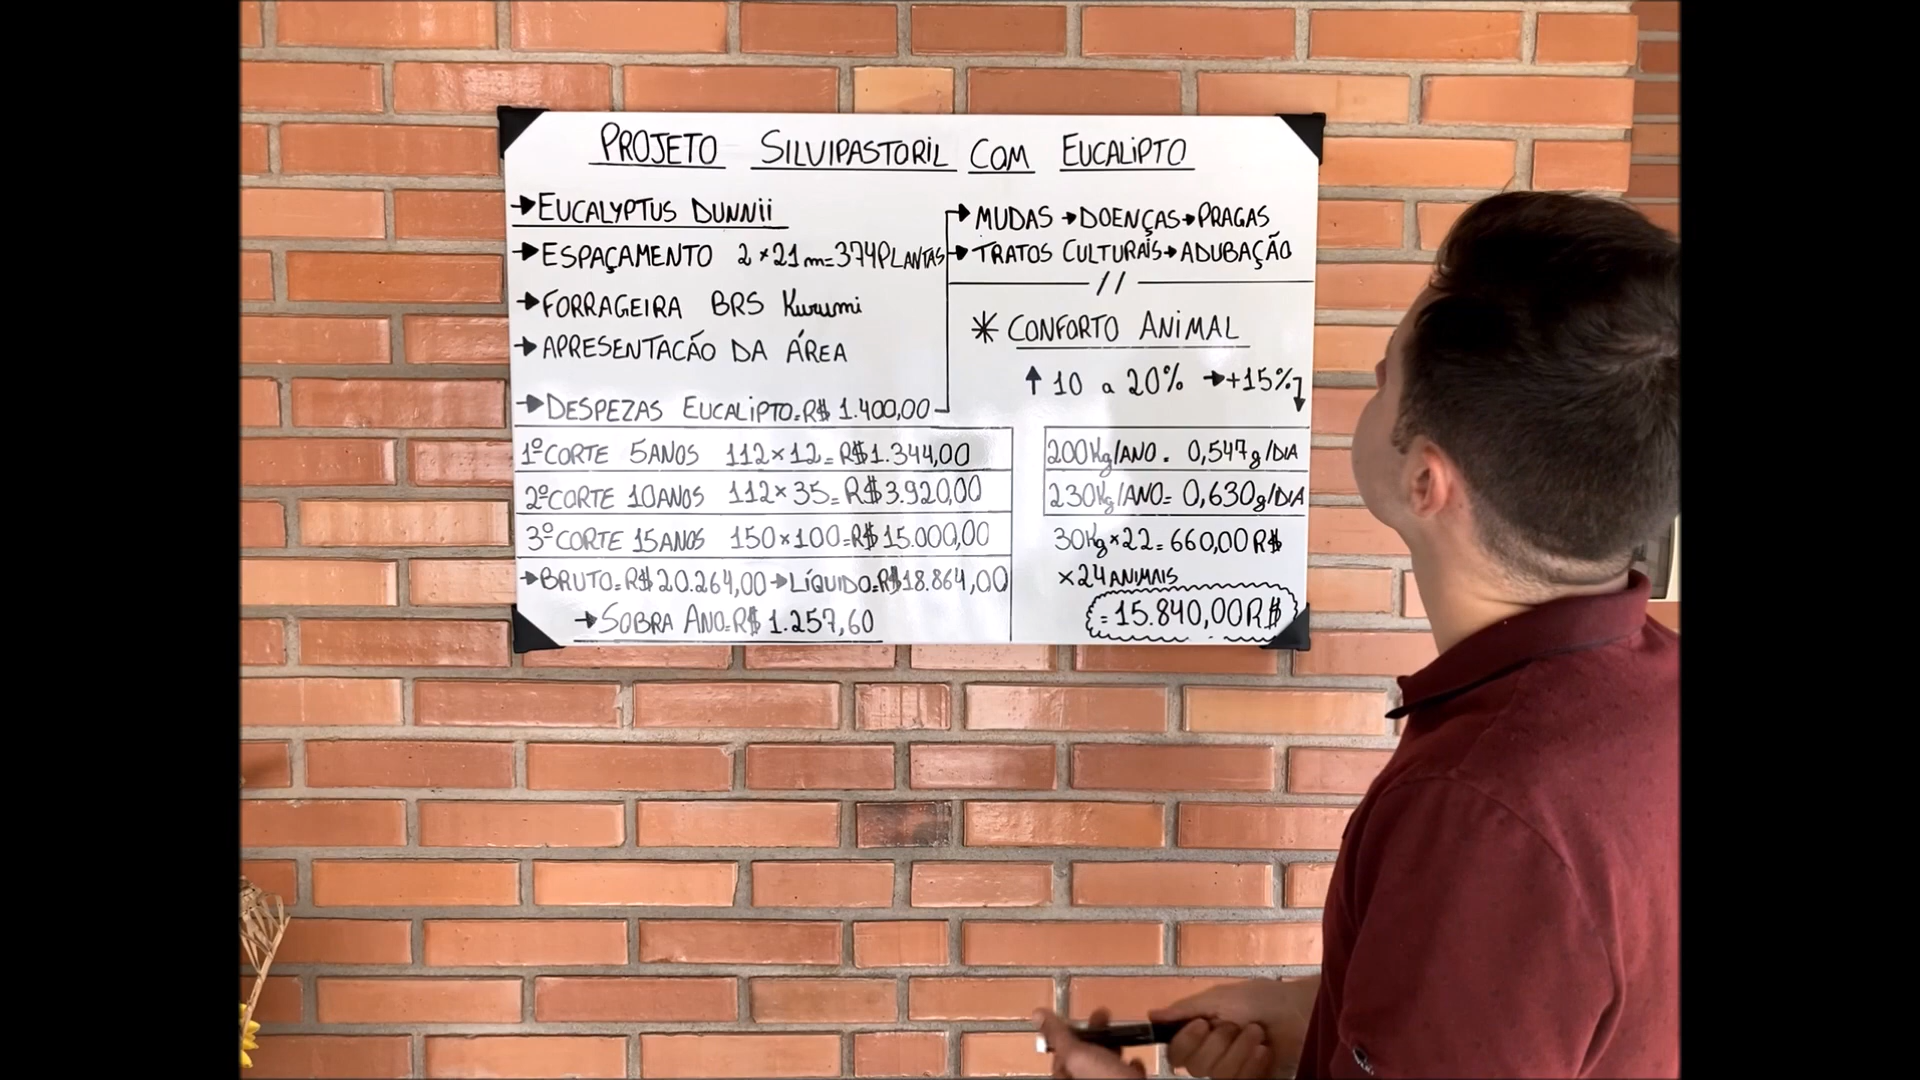 PROJETO SILVIPASTORIL COM EUCALIPTO
→EUCALYPTUS DUNNii
→ESPAÇAMENTO 2×21m=374PLANTAS
→FORRAGEIRA BRS Kurumi
→APRESENTACÃO DA ÁREA
→DESPEZAS EUCALIPTO=R$ 1.400,00
→MUDAS →DOENÇAS→PRAGAS
→TRATOS CULTURAIS→ADUBAÇÃO
//
1ºCORTE 5ANOS 112×12=R$1.344,00
2ºCORTE 10ANOS 112×35=R$3.920,00
3ºCORTE 15ANOS 150×100=R$15.000,00
→BRUTO=R$20.264,00→LÍQUIDO=R$18.864,00
→SOBRA ANO=R$ 1.257,60
* CONFORTO ANIMAL
↑ 10 a 20% →+15%
200Kg/ANO = 0,547g/DIA
230Kg/ANO= 0,630g/DIA
30Kg×22=660,00R$
×24ANIMAIS
=15.840,00R$